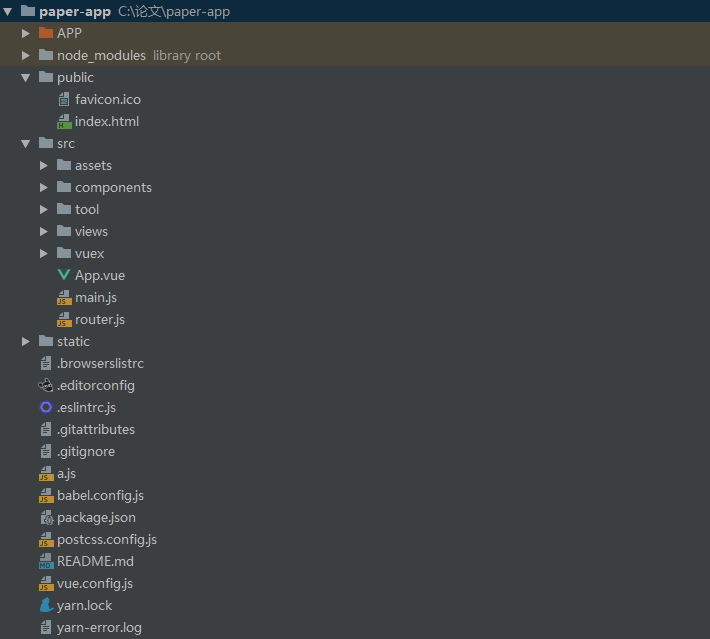 paper-app C:\论文\paper-app
APP
node_modules library root
public
favicon.ico
index.html
src
assets
components
tool
views
vuex
App.vue
main.js
router.js
static
.browserslistrc
.editorconfig
.eslintrc.js
.gitattributes
.gitignore
a.js
babel.config.js
package.json
postcss.config.js
README.md
vue.config.js
yarn.lock
yarn-error.log